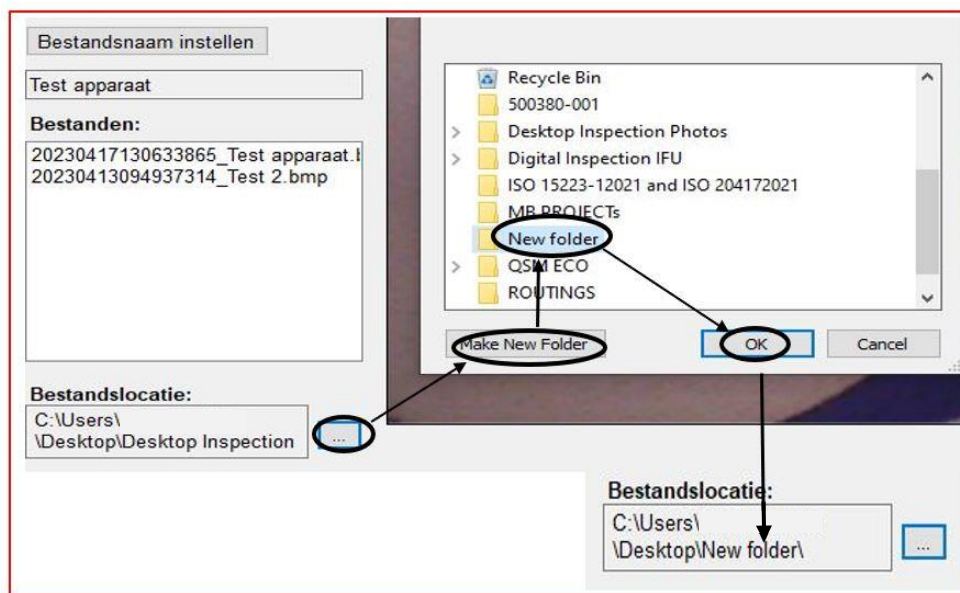 Bestandsnaam instellen
Test apparaat
Bestanden:
20230417130633865_Test apparaat.b
20230413094937314_Test 2.bmp
Bestandslocatie:
C:\Users\
\Desktop\Desktop Inspection
...
Recycle Bin
500380-001
Desktop Inspection Photos
Digital Inspection IFU
ISO 15223-12021 and ISO 204172021
MB PROJECTs
New folder
QSM ECO
ROUTINGS
Make New Folder
OK
Cancel
Bestandslocatie:
C:\Users\
\Desktop\New folder\
...